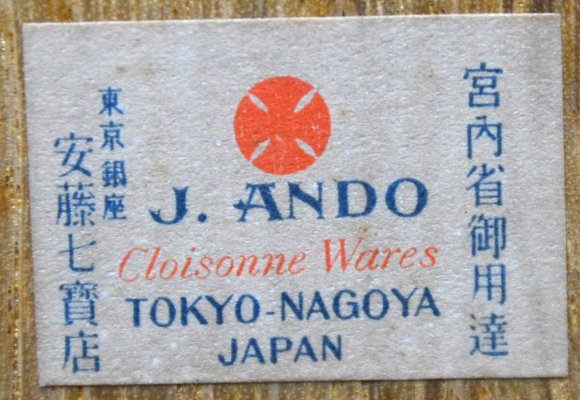 宮内省御用達
J. ANDO
Cloisonne Wares
TOKYO-NAGOYA
JAPAN
東京銀座
安藤七寳店